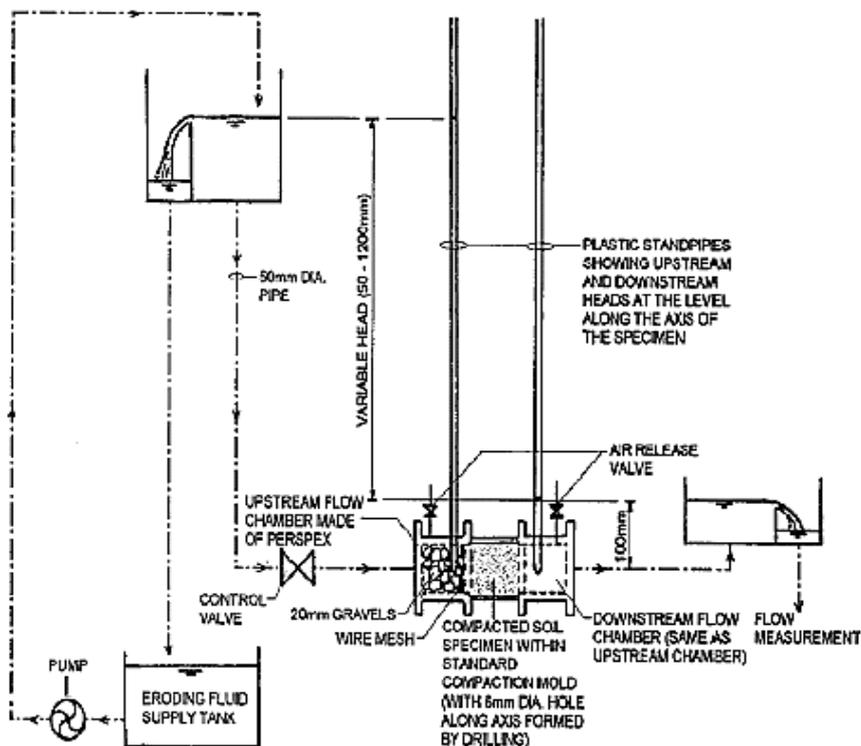 50mm DIA.
PIPE
VARIABLE HEAD (50 - 1200mm)
PLASTIC STANDPIPES
SHOWING UPSTREAM
AND DOWNSTREAM
HEADS AT THE LEVEL
ALONG THE AXIS OF
THE SPECIMEN
AIR RELEASE
VALVE
UPSTREAM FLOW
CHAMBER MADE
OF PERSPEX
100mm
CONTROL
VALVE
20mm GRAVELS
WIRE MESH
COMPACTED SOIL
SPECIMEN WITHIN
STANDARD
COMPACTION MOLD
(WITH 6mm DIA. HOLE
ALONG AXIS FORMED
BY DRILLING)
DOWNSTREAM FLOW
CHAMBER (SAME AS
UPSTREAM CHAMBER)
FLOW
MEASUREMENT
PUMP
ERODING FLUID
SUPPLY TANK